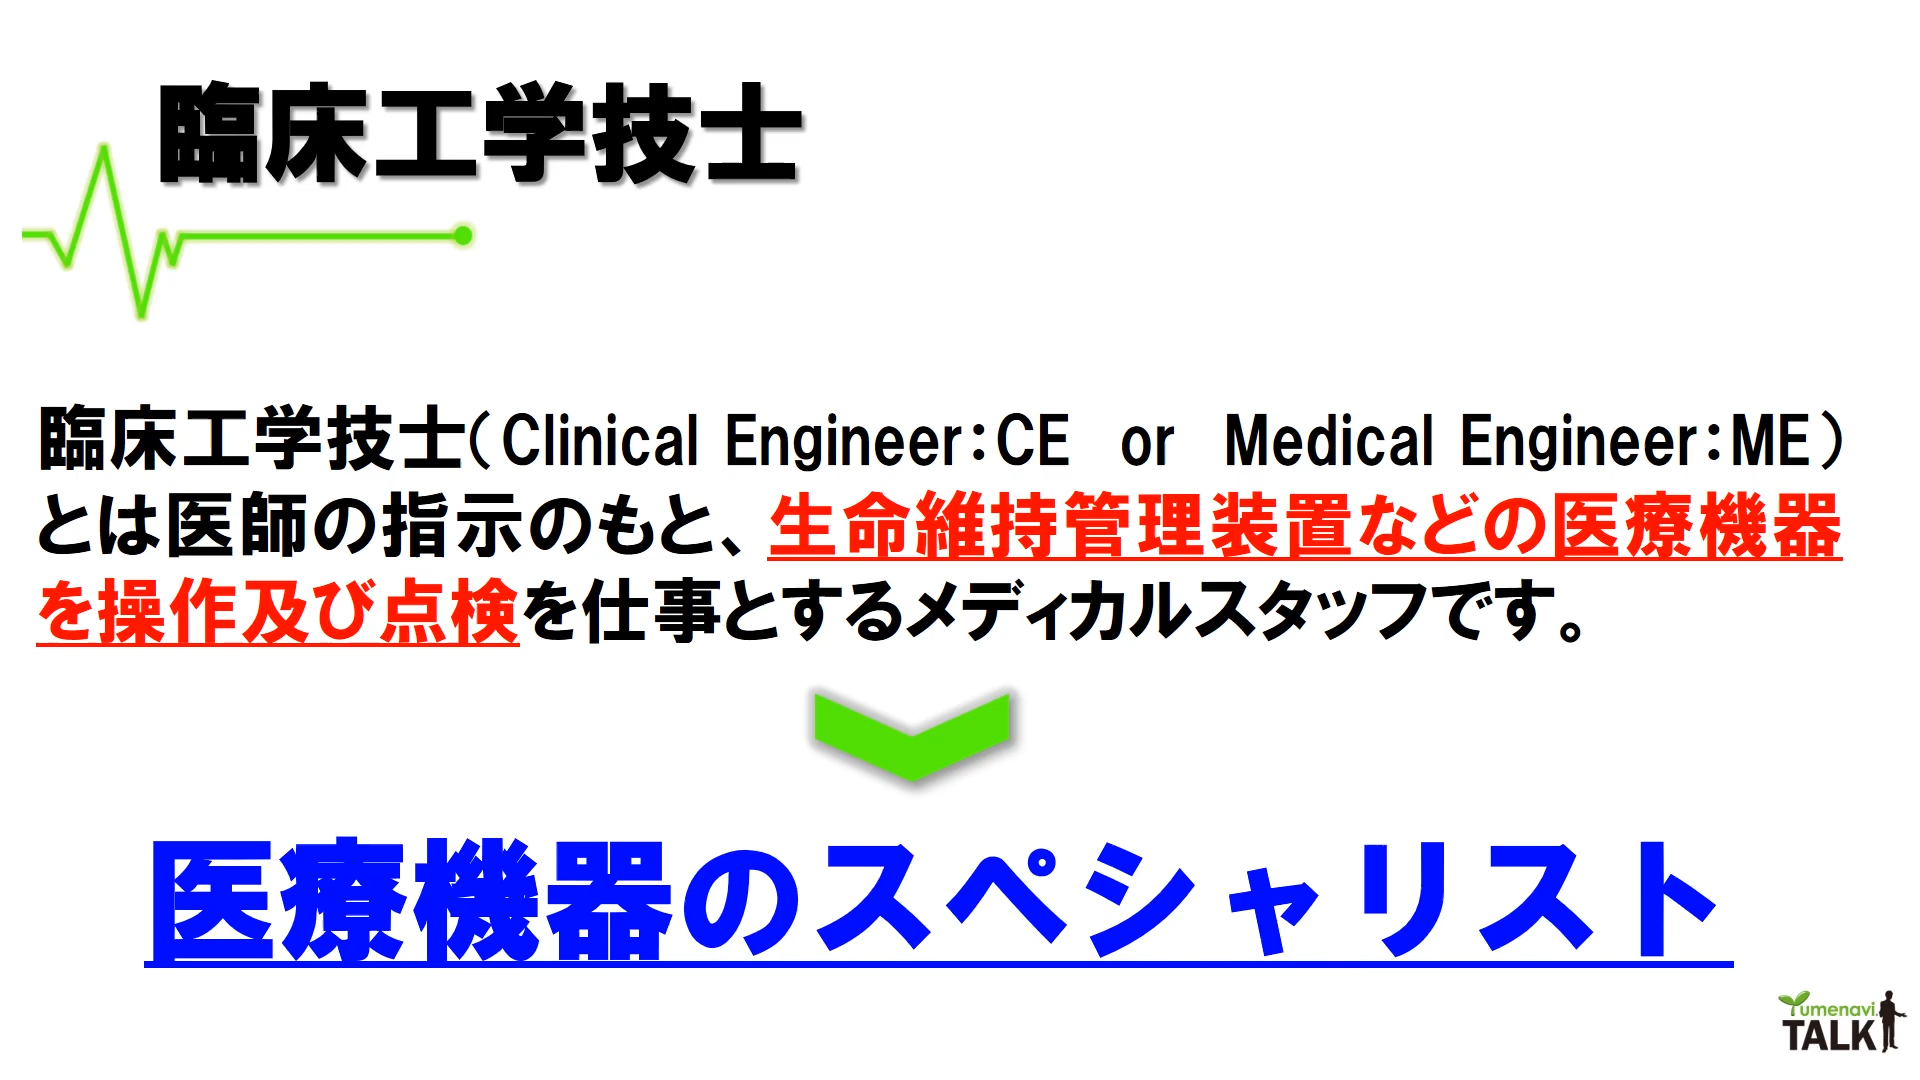 臨床工学技士
臨床工学技士（Clinical Engineer：CE　or　Medical Engineer：ME）
とは医師の指示のもと、生命維持管理装置などの医療機器
を操作及び点検を仕事とするメディカルスタッフです。
医療機器のスペシャリスト
Yumenavi
TALK